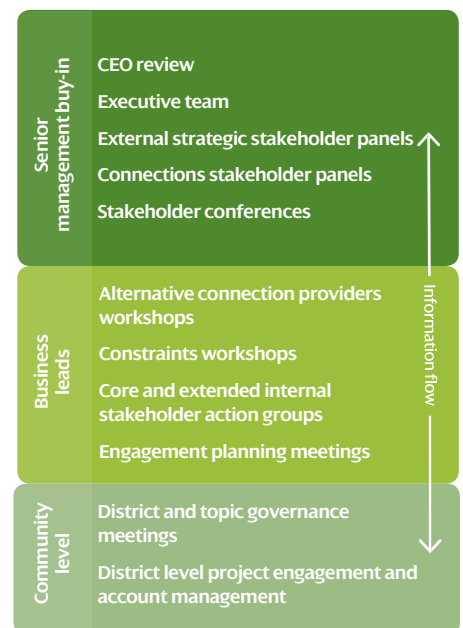 Senior
management buy-in
CEO review
Executive team
External strategic stakeholder panels
Connections stakeholder panels
Stakeholder conferences
Business
leads
Alternative connection providers
workshops
Constraints workshops
Core and extended internal
stakeholder action groups
Engagement planning meetings
Community
level
District and topic governance
meetings
District level project engagement and
account management
Information flow